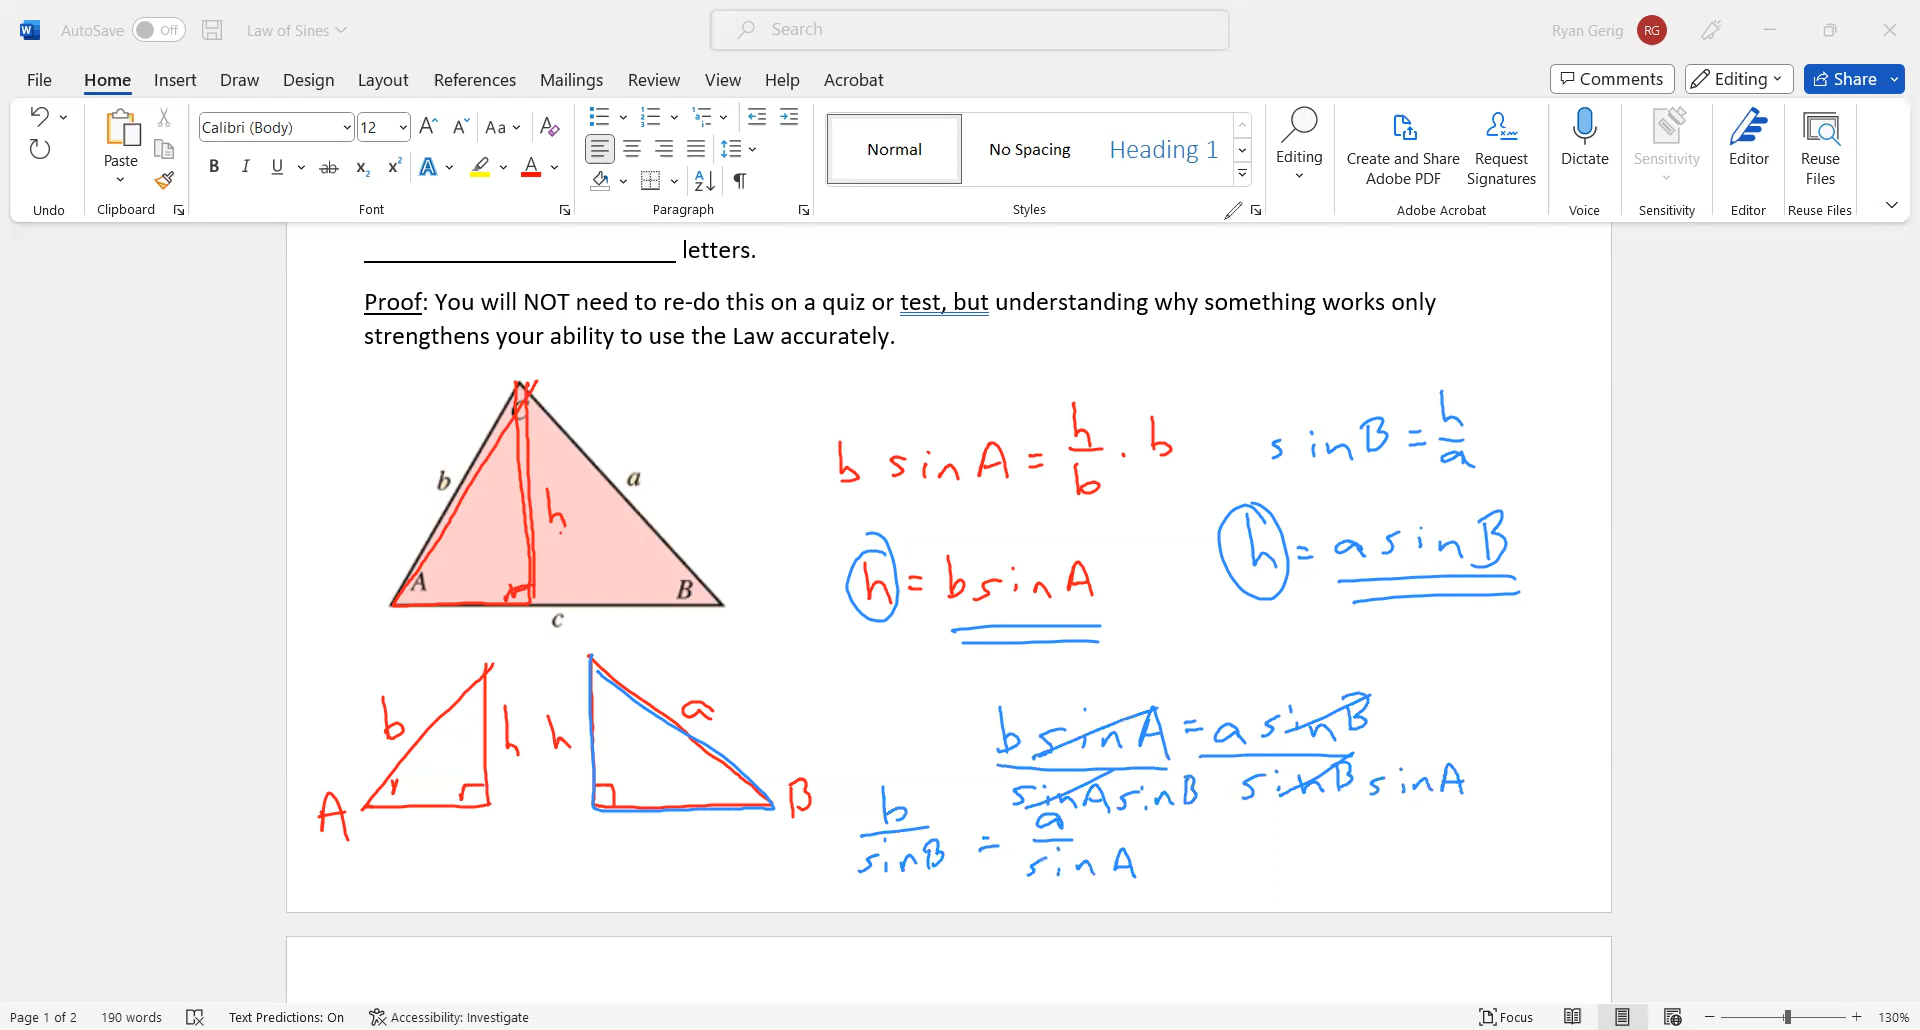 AutoSave Off Law of Sines Search Ryan Gerig RG
File Home Insert Draw Design Layout References Mailings Review View Help Acrobat Comments Editing Share
Calibri (Body) 12 Aa
B I U ab x₂ x² A A
Paste
Normal No Spacing Heading 1
Editing
Create and Share Adobe PDF
Request Signatures
Dictate
Sensitivity
Editor
Reuse Files
Undo Clipboard Font Paragraph Styles Adobe Acrobat Voice Sensitivity Editor Reuse Files
letters.
Proof: You will NOT need to re-do this on a quiz or test, but understanding why something works only
strengthens your ability to use the Law accurately.
C
b a h
A B
c
b sin A = h/b · b
sin B = h/a
h = b sin A
h = a sin B
b h h a
A B
b sin A = a sin B
sin A sin B sin B sin A
b/sin B = a/sin A
Page 1 of 2 190 words Text Predictions: On Accessibility: Investigate Focus 130%